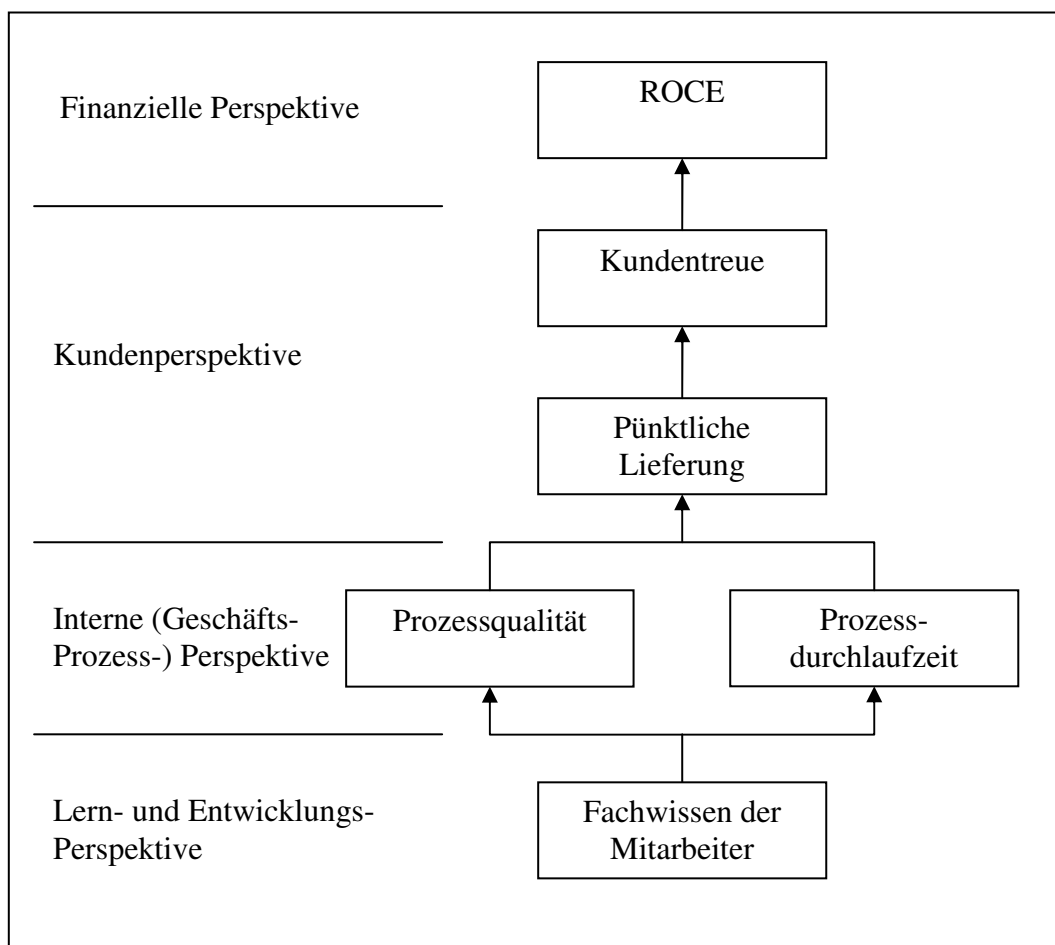 Finanzielle Perspektive
ROCE
Kundenperspektive
Kundentreue
Pünktliche
Lieferung
Interne (Geschäfts-
Prozess-) Perspektive
Prozessqualität
Prozess-
durchlaufzeit
Lern- und Entwicklungs-
Perspektive
Fachwissen der
Mitarbeiter